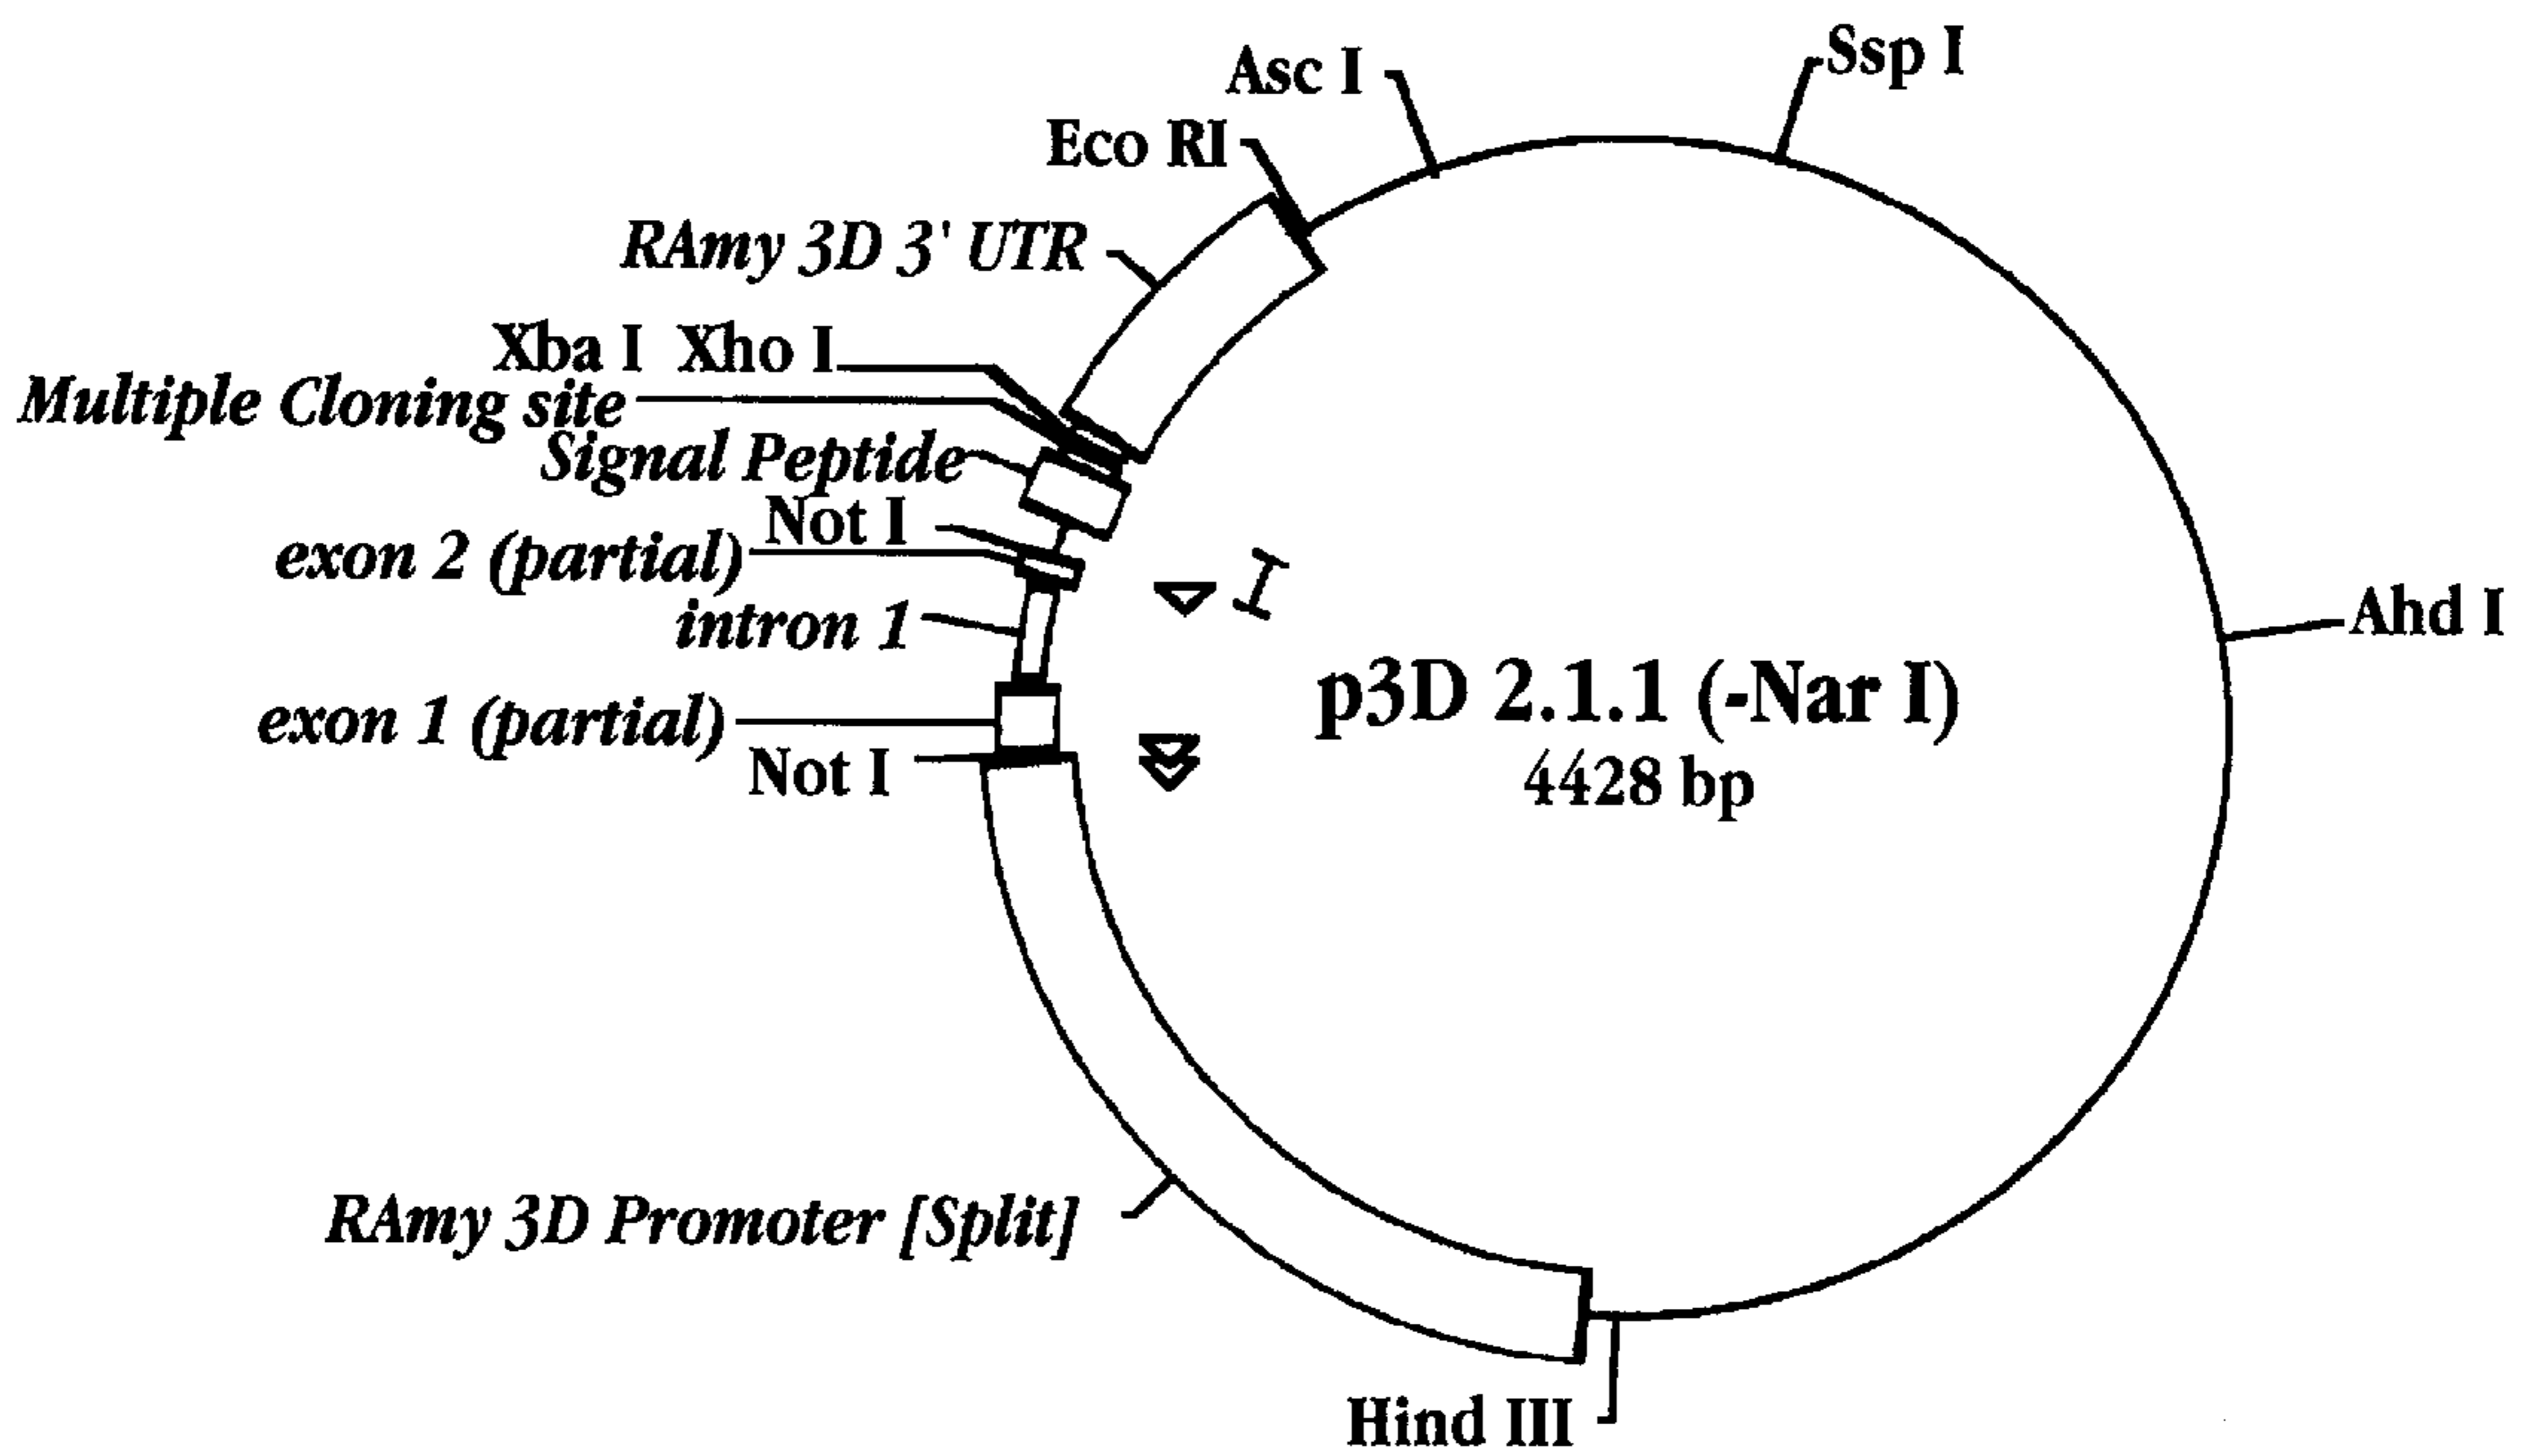 Ssp I
Asc I
Eco RI
RAmy 3D 3' UTR
Xba I Xho I
Multiple Cloning site
Signal Peptide
Not I
exon 2 (partial)
intron 1
Ahd I
p3D 2.1.1 (-Nar I)
exon 1 (partial)
Not I
4428 bp
RAmy 3D Promoter [Split]
Hind III